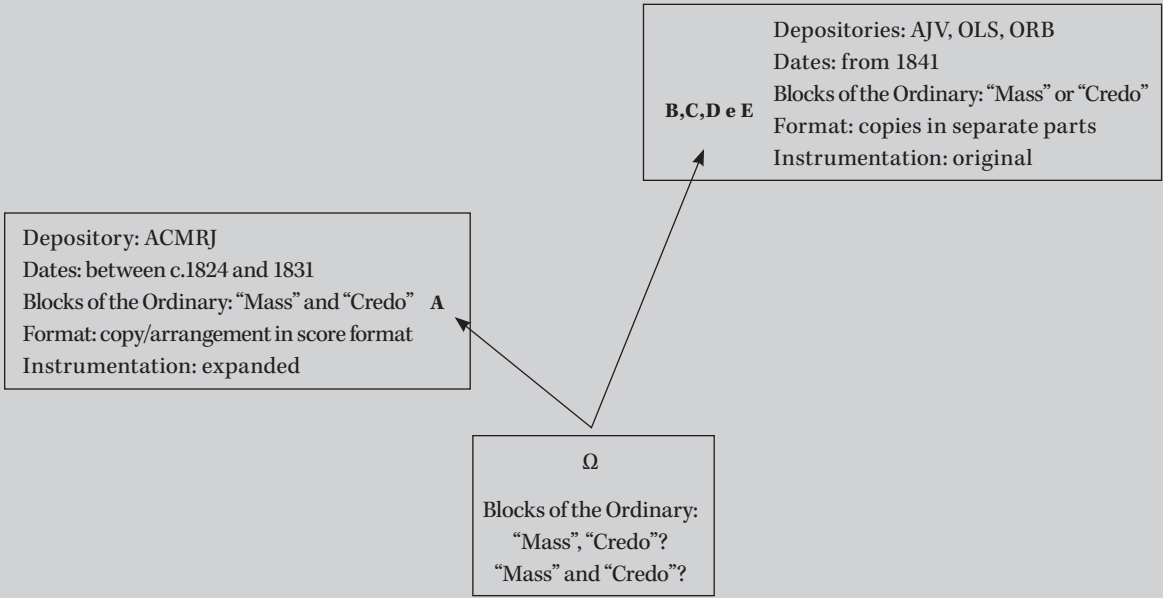 Depositories: AJV, OLS, ORB
Dates: from 1841
B,C,D e E
Blocks of the Ordinary: “Mass” or “Credo”
Format: copies in separate parts
Instrumentation: original
Depository: ACMRJ
Dates: between c.1824 and 1831
Blocks of the Ordinary: “Mass” and “Credo” A
Format: copy/arrangement in score format
Instrumentation: expanded
Ω
Blocks of the Ordinary:
“Mass”, “Credo”?
“Mass” and “Credo”?